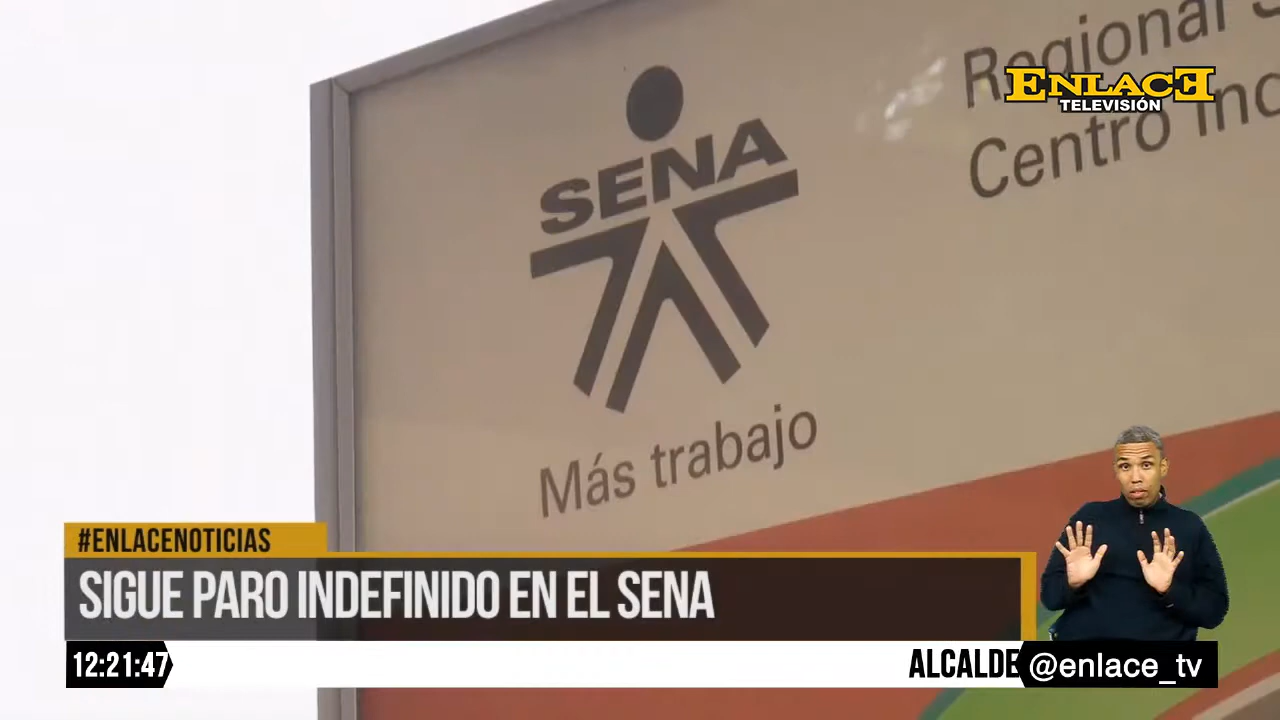 Regional
Centro
ENLACE
TELEVISIÓN
SENA
Más trabajo
#ENLACENOTICIAS
SIGUE PARO INDEFINIDO EN EL SENA
12:21:47
ALCALDE
@enlace_tv